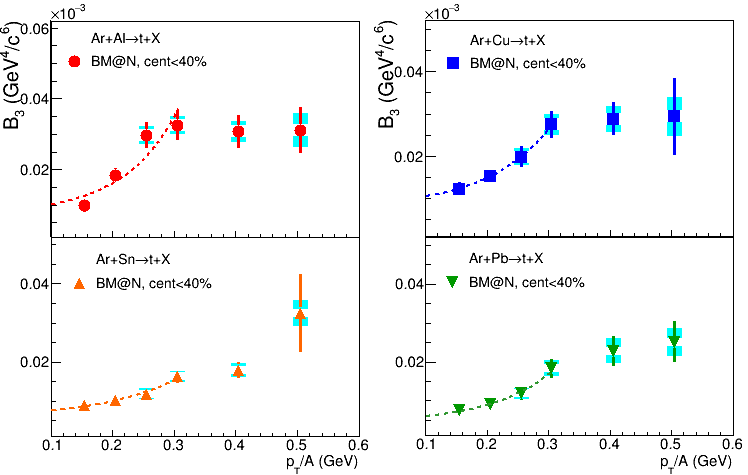 ×10⁻³
0.06
0.04
0.02
B₃ (GeV⁴/c⁶)
Ar+Al→t+X
BM@N, cent<40%
×10⁻³
0.04
0.02
B₃ (GeV⁴/c⁶)
Ar+Cu→t+X
BM@N, cent<40%
0.04
0.02
Ar+Sn→t+X
BM@N, cent<40%
0.1 0.2 0.3 0.4 0.5 0.6
p_T/A (GeV)
0.04
0.02
Ar+Pb→t+X
BM@N, cent<40%
0.1 0.2 0.3 0.4 0.5 0.6
p_T/A (GeV)